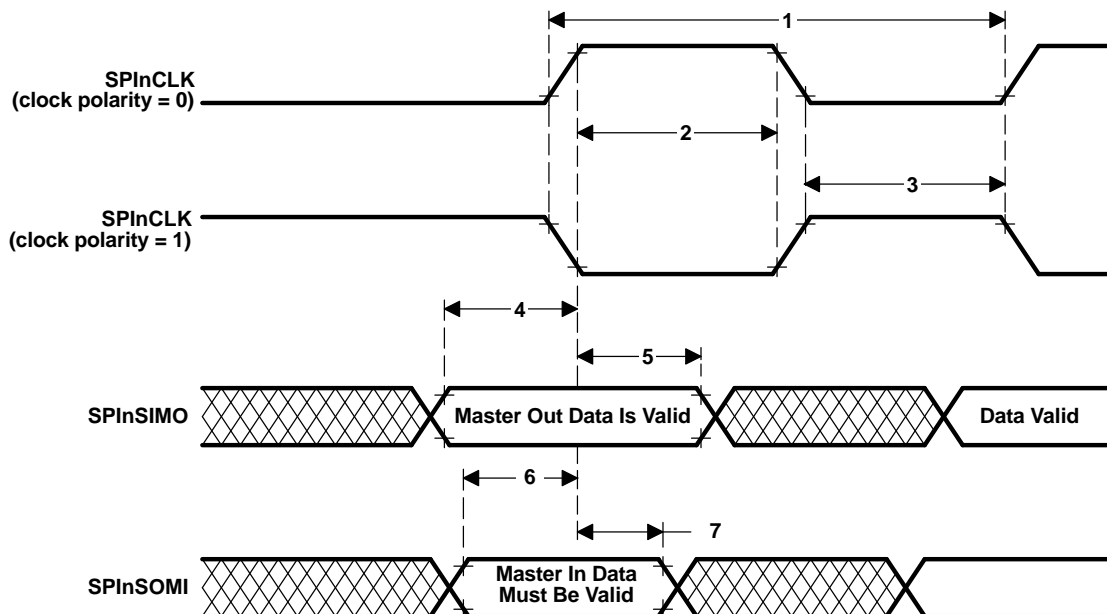 1
SPInCLK
(clock polarity = 0)
2
3
SPInCLK
(clock polarity = 1)
4
5
SPInSIMO
Master Out Data Is Valid
Data Valid
6
7
SPInSOMI
Master In Data
Must Be Valid